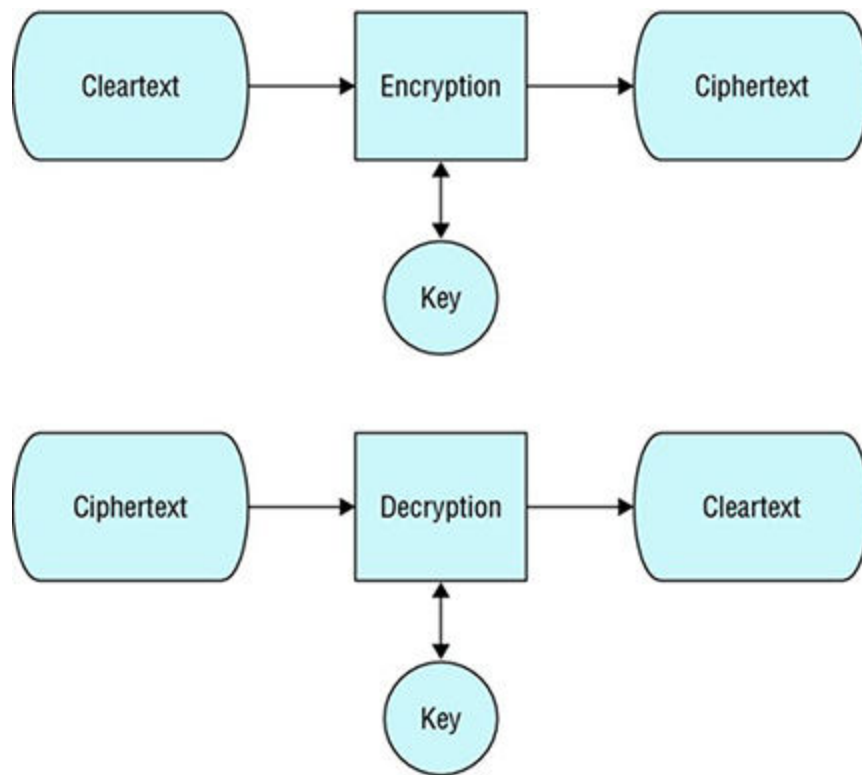 Cleartext
Encryption
Ciphertext
Key
Ciphertext
Decryption
Cleartext
Key